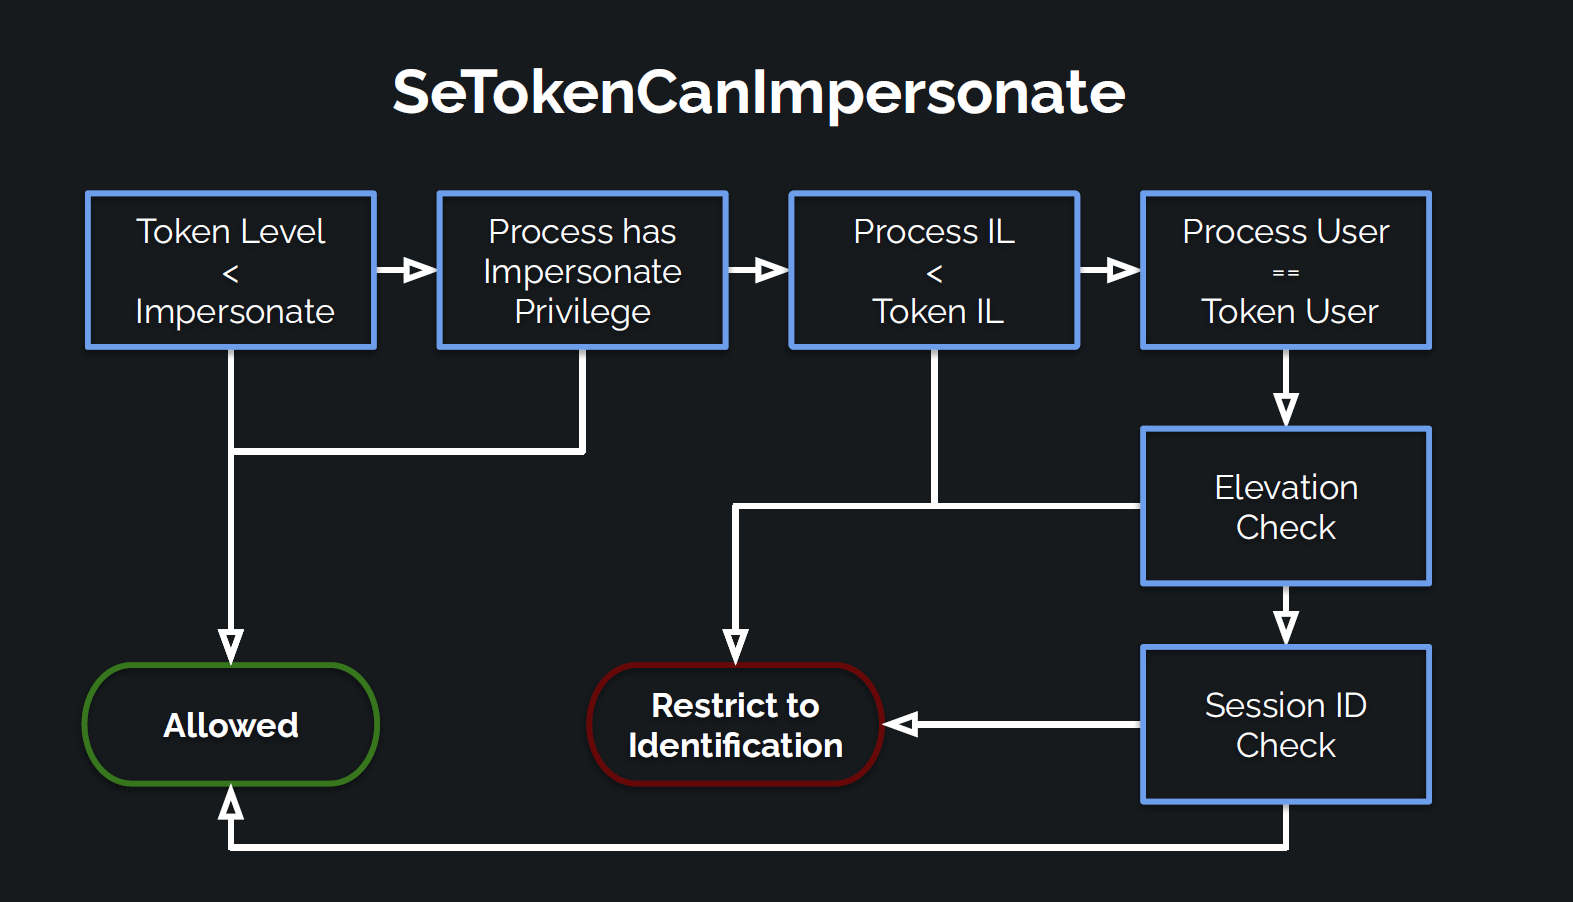 SeTokenCanImpersonate
Token Level
<
Impersonate
Process has
Impersonate
Privilege
Process IL
<
Token IL
Process User
==
Token User
Elevation
Check
Allowed
Restrict to
Identification
Session ID
Check